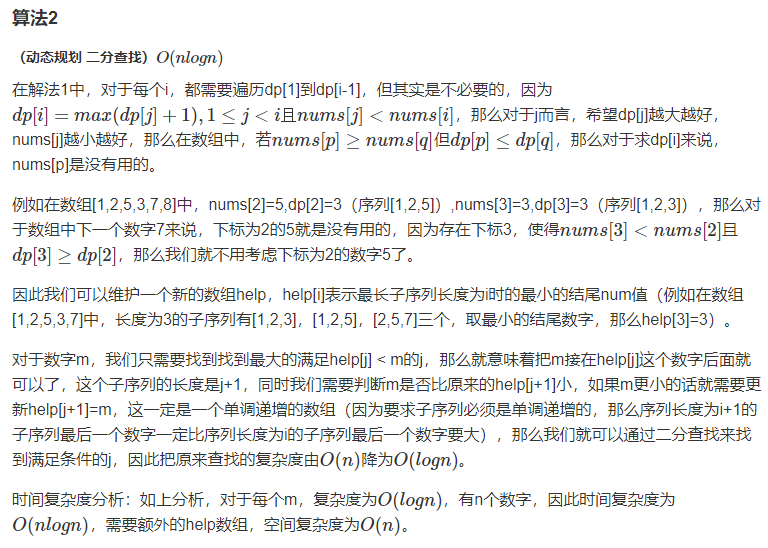 算法2
（动态规划 二分查找）O(nlogn)
在解法1中，对于每个i，都需要遍历dp[1]到dp[i-1]，但其实是不必要的，因为
dp[i] = max(dp[j] + 1), 1 ≤ j < i且nums[j] < nums[i]，那么对于j而言，希望dp[j]越大越好，
nums[j]越小越好，那么在数组中，若nums[p] ≥ nums[q]但dp[p] ≤ dp[q]，那么对于求dp[i]来说，
nums[p]是没有用的。
例如在数组[1,2,5,3,7,8]中，nums[2]=5,dp[2]=3（序列[1,2,5]）,nums[3]=3,dp[3]=3（序列[1,2,3]），那么对
于数组中下一个数字7来说，下标为2的5就是没有用的，因为存在下标3，使得nums[3] < nums[2]且
dp[3] ≥ dp[2]，那么我们就不用考虑下标为2的数字5了。
因此我们可以维护一个新的数组help，help[i]表示最长子序列长度为i时的最小的结尾num值（例如在数组
[1,2,5,3,7]中，长度为3的子序列有[1,2,3]，[1,2,5]，[2,5,7]三个，取最小的结尾数字，那么help[3]=3）。
对于数字m，我们只需要找到找到最大的满足help[j] < m的j，那么就意味着把m接在help[j]这个数字后面就
可以了，这个子序列的长度是j+1，同时我们需要判断m是否比原来的help[j+1]小，如果m更小的话就需要更
新help[j+1]=m，这一定是一个单调递增的数组（因为要求子序列必须是单调递增的，那么序列长度为i+1的
子序列最后一个数字一定比序列长度为i的子序列最后一个数字要大），那么我们就可以通过二分查找来找
到满足条件的j，因此把原来查找的复杂度由O(n)降为O(logn)。
时间复杂度分析：如上分析，对于每个m，复杂度为O(logn)，有n个数字，因此时间复杂度为
O(nlogn)，需要额外的help数组，空间复杂度为O(n)。